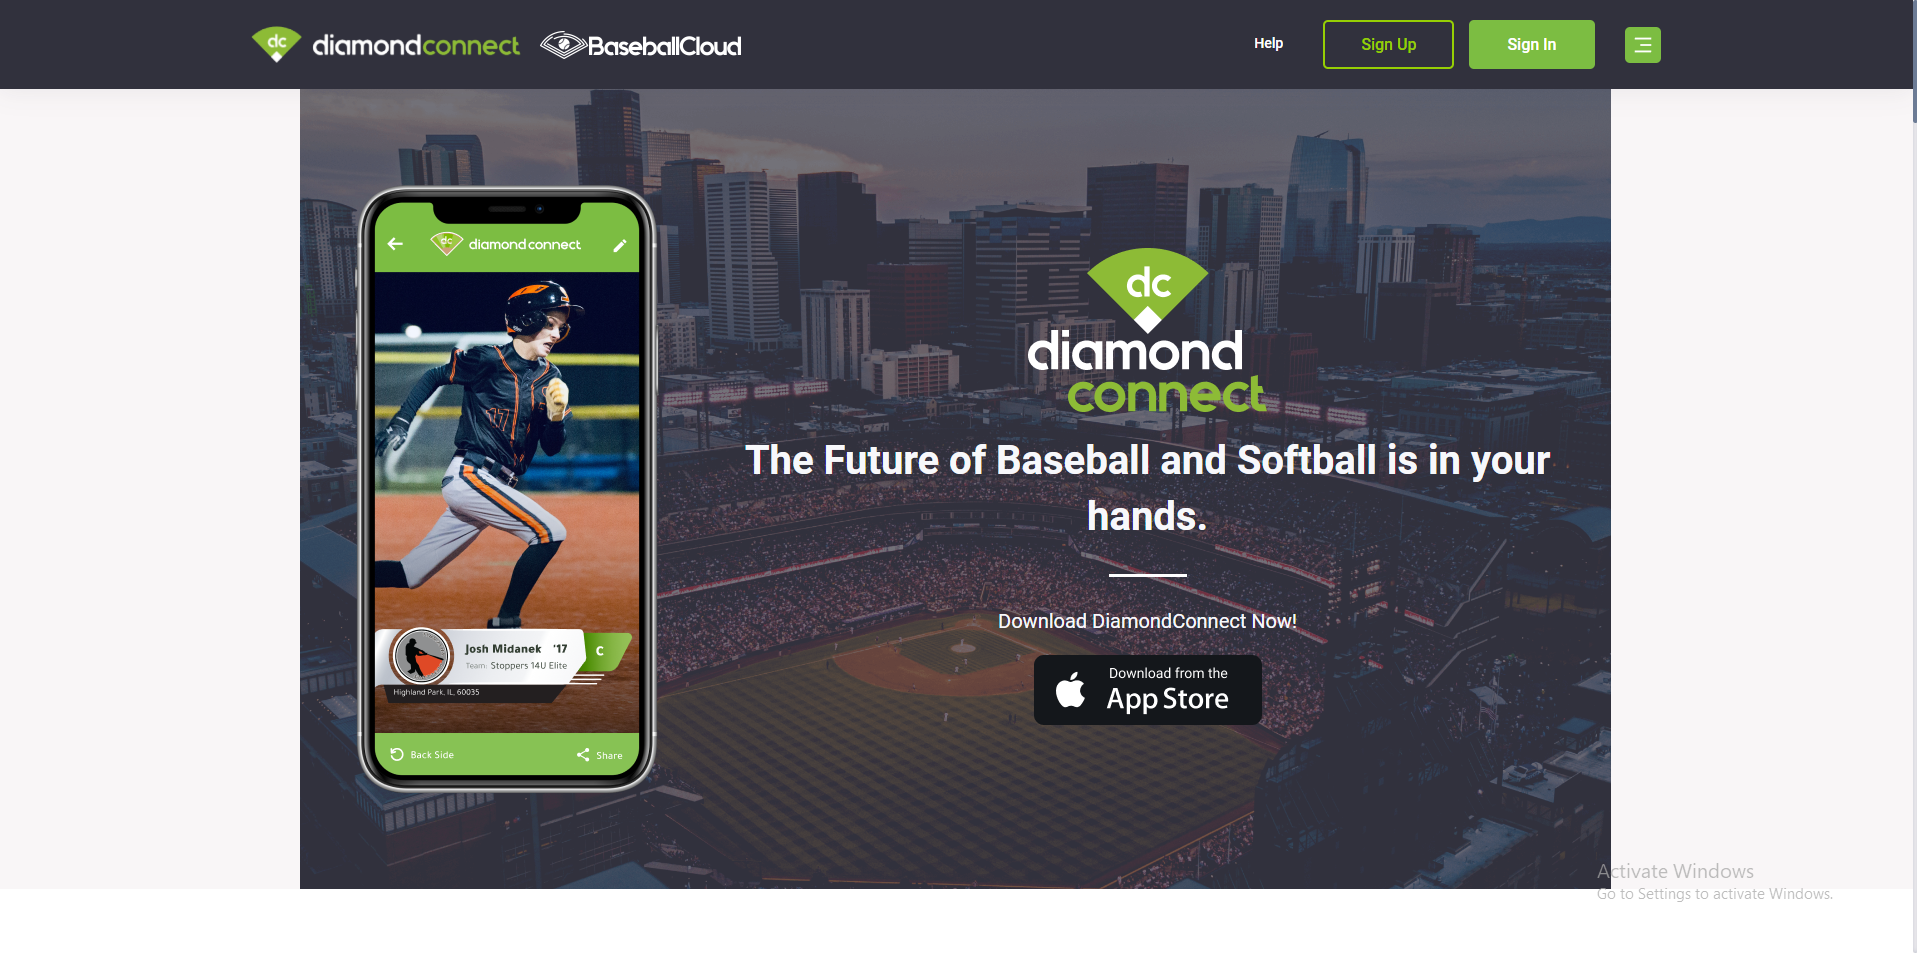 dc diamondconnect BaseballCloud
Help
Sign Up
Sign In
dc diamondconnect
17
Josh Midanek '17
C
Team: Stoppers 14U Elite
Highland Park, IL, 60035
Back Side
Share
dc
diamond
connect
The Future of Baseball and Softball is in your
hands.
Download DiamondConnect Now!
Download from the
App Store
Activate Windows
Go to Settings to activate Windows.